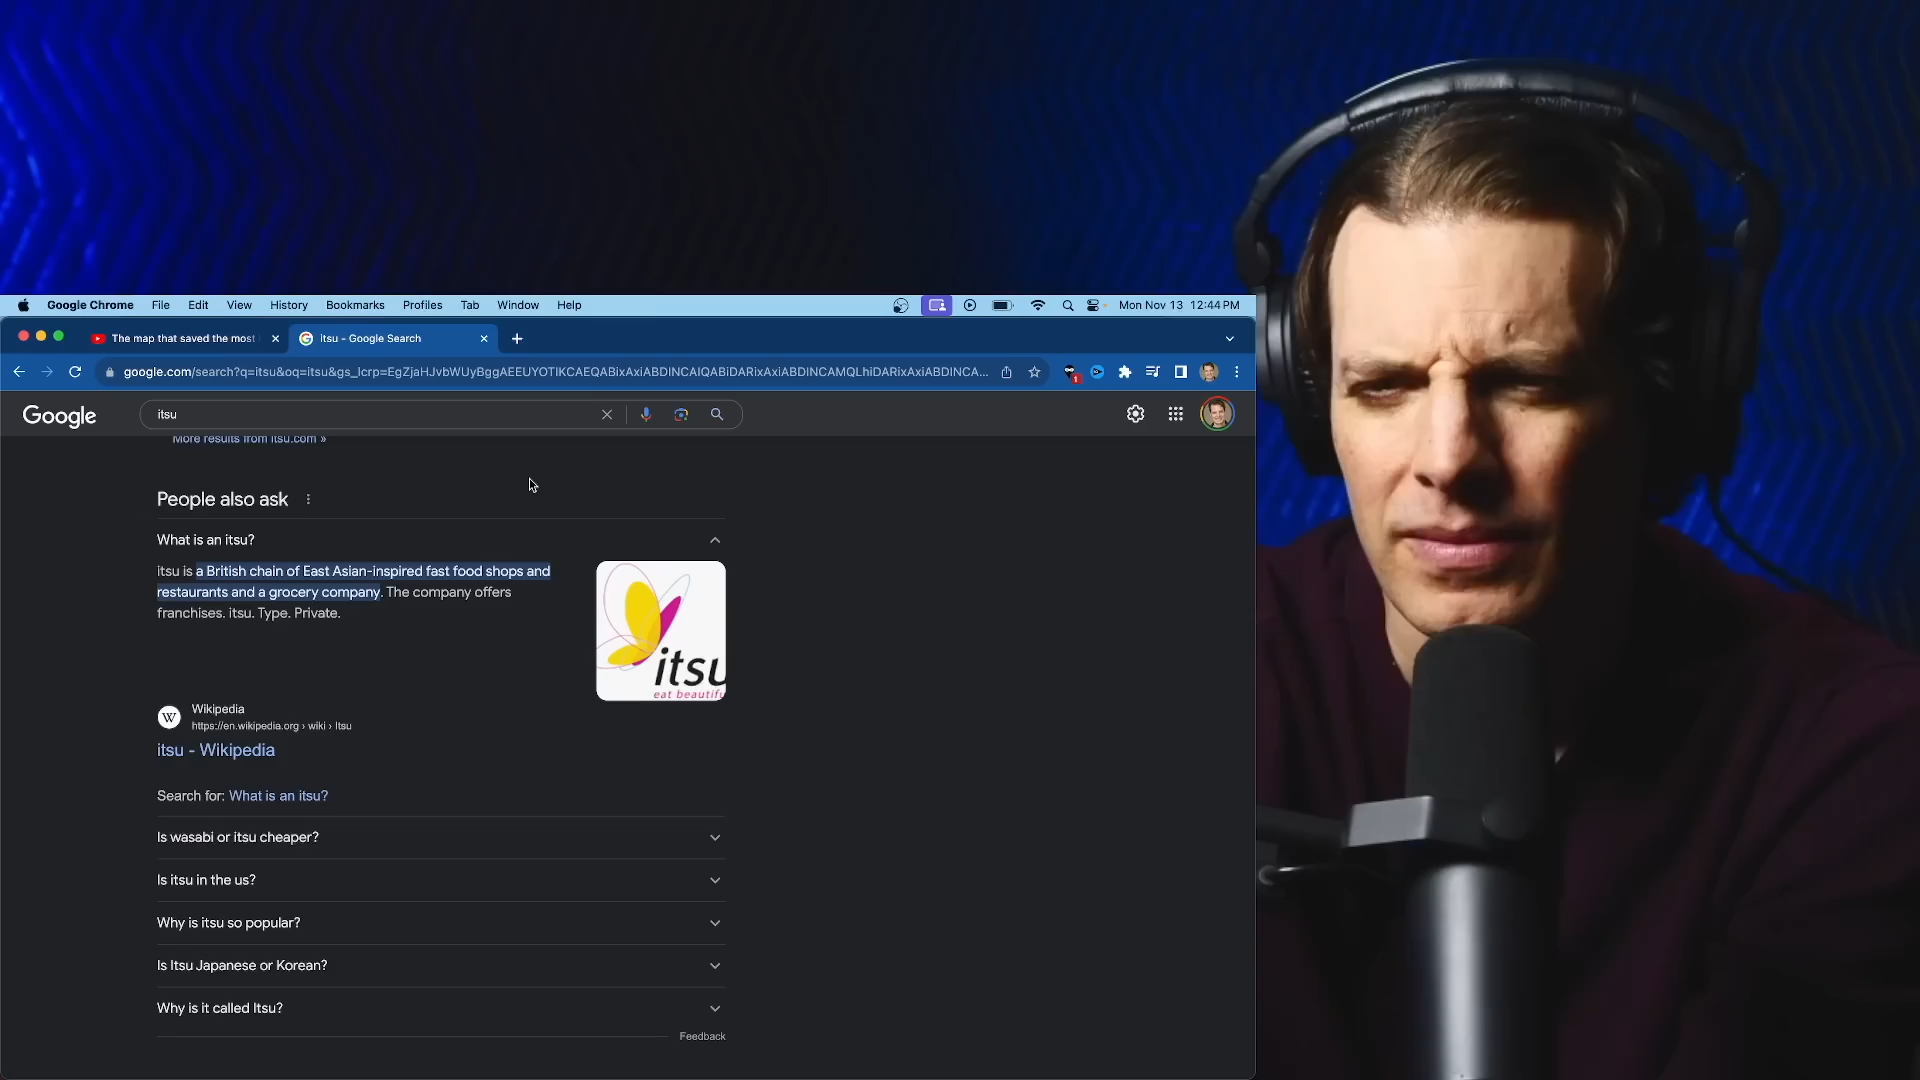 Google Chrome File Edit View History Bookmarks Profiles Tab Window Help Mon Nov 13 12:44 PM
The map that saved the most
itsu - Google Search
google.com/search?q=itsu&oq=itsu&gs_lcrp=EgZjaHJvbWUyBggAEEUYOTIKCAEQABixAxiABDINCAIQABiDARixAxiABDINCAMQLhiDARixAxiABDINCA...
1
Google
itsu
More results from itsu.com »
People also ask
What is an itsu?
itsu is a British chain of East Asian-inspired fast food shops and
restaurants and a grocery company. The company offers
franchises. itsu. Type. Private.
itsu
eat beautifu
W
Wikipedia
https://en.wikipedia.org › wiki › Itsu
itsu - Wikipedia
Search for: What is an itsu?
Is wasabi or itsu cheaper?
Is itsu in the us?
Why is itsu so popular?
Is Itsu Japanese or Korean?
Why is it called Itsu?
Feedback